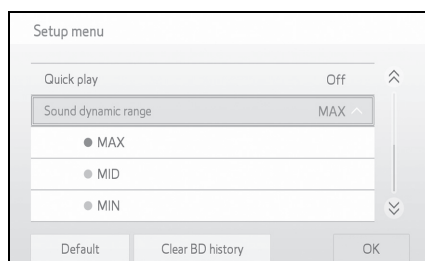 Setup menu
Quick play Off
Sound dynamic range MAX
MAX
MID
MIN
Default Clear BD history OK